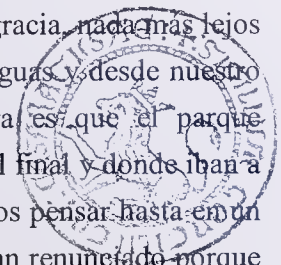 gracia, nada más lejos
guas y desde nuestro
ra es que el parque
l final y donde iban a
os pensar hasta en un
an renunciado porque